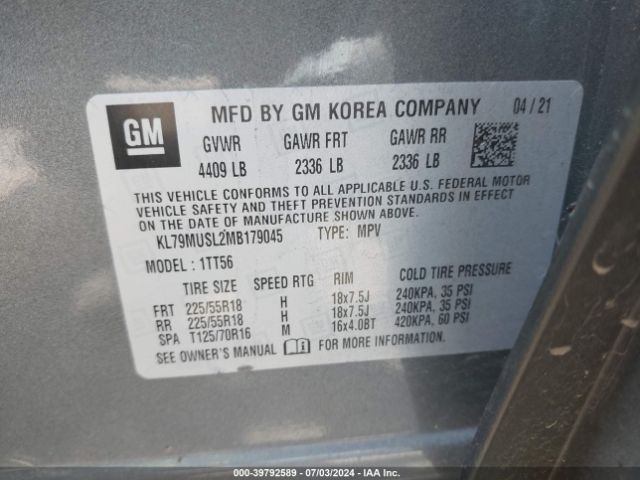 GM
MFD BY GM KOREA COMPANY 04 / 21
GVWR GAWR FRT GAWR RR
4409 LB 2336 LB 2336 LB
THIS VEHICLE CONFORMS TO ALL APPLICABLE U.S. FEDERAL MOTOR
VEHICLE SAFETY AND THEFT PREVENTION STANDARDS IN EFFECT
ON THE DATE OF MANUFACTURE SHOWN ABOVE.
KL79MUSL2MB179045 TYPE: MPV
MODEL : 1TT56
TIRE SIZE SPEED RTG RIM COLD TIRE PRESSURE
FRT 225/55R18 H 18x7.5J 240KPA, 35 PSI
RR 225/55R18 H 18x7.5J 240KPA, 35 PSI
SPA T125/70R16 M 16x4.0BT 420KPA, 60 PSI
SEE OWNER'S MANUAL FOR MORE INFORMATION.
000-39792589 - 07/03/2024 - IAA Inc.